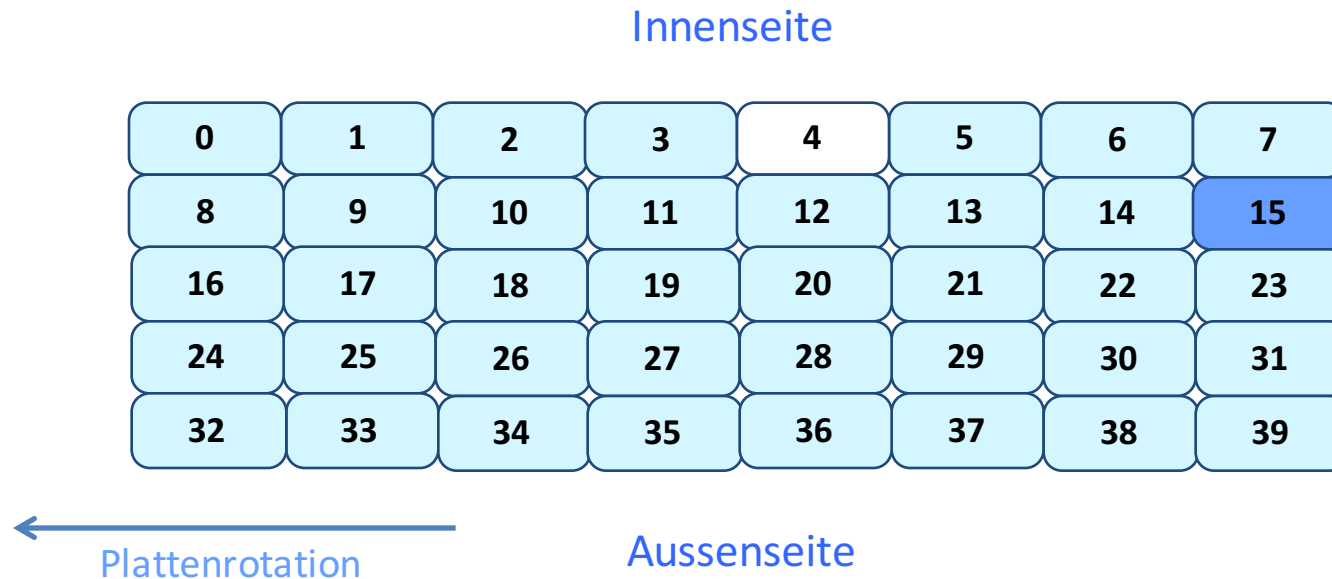 Innenseite
0 1 2 3 4 5 6 7
8 9 10 11 12 13 14 15
16 17 18 19 20 21 22 23
24 25 26 27 28 29 30 31
32 33 34 35 36 37 38 39
Plattenrotation
Aussenseite